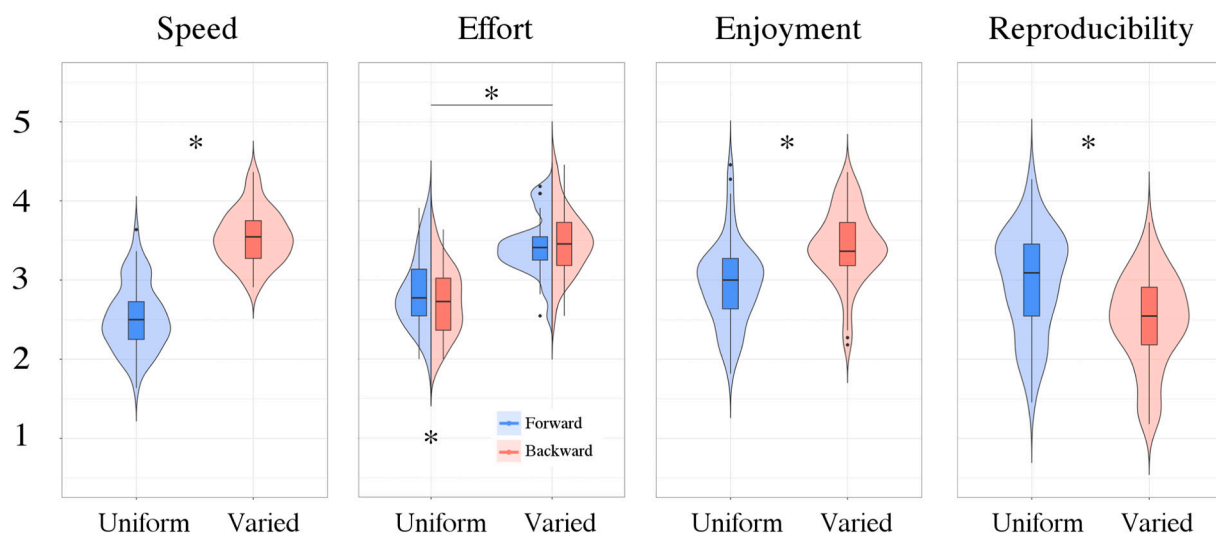 Speed Effort Enjoyment Reproducibility
5
4
3
2
1
* * * * *
Forward
Backward
Uniform Varied Uniform Varied Uniform Varied Uniform Varied